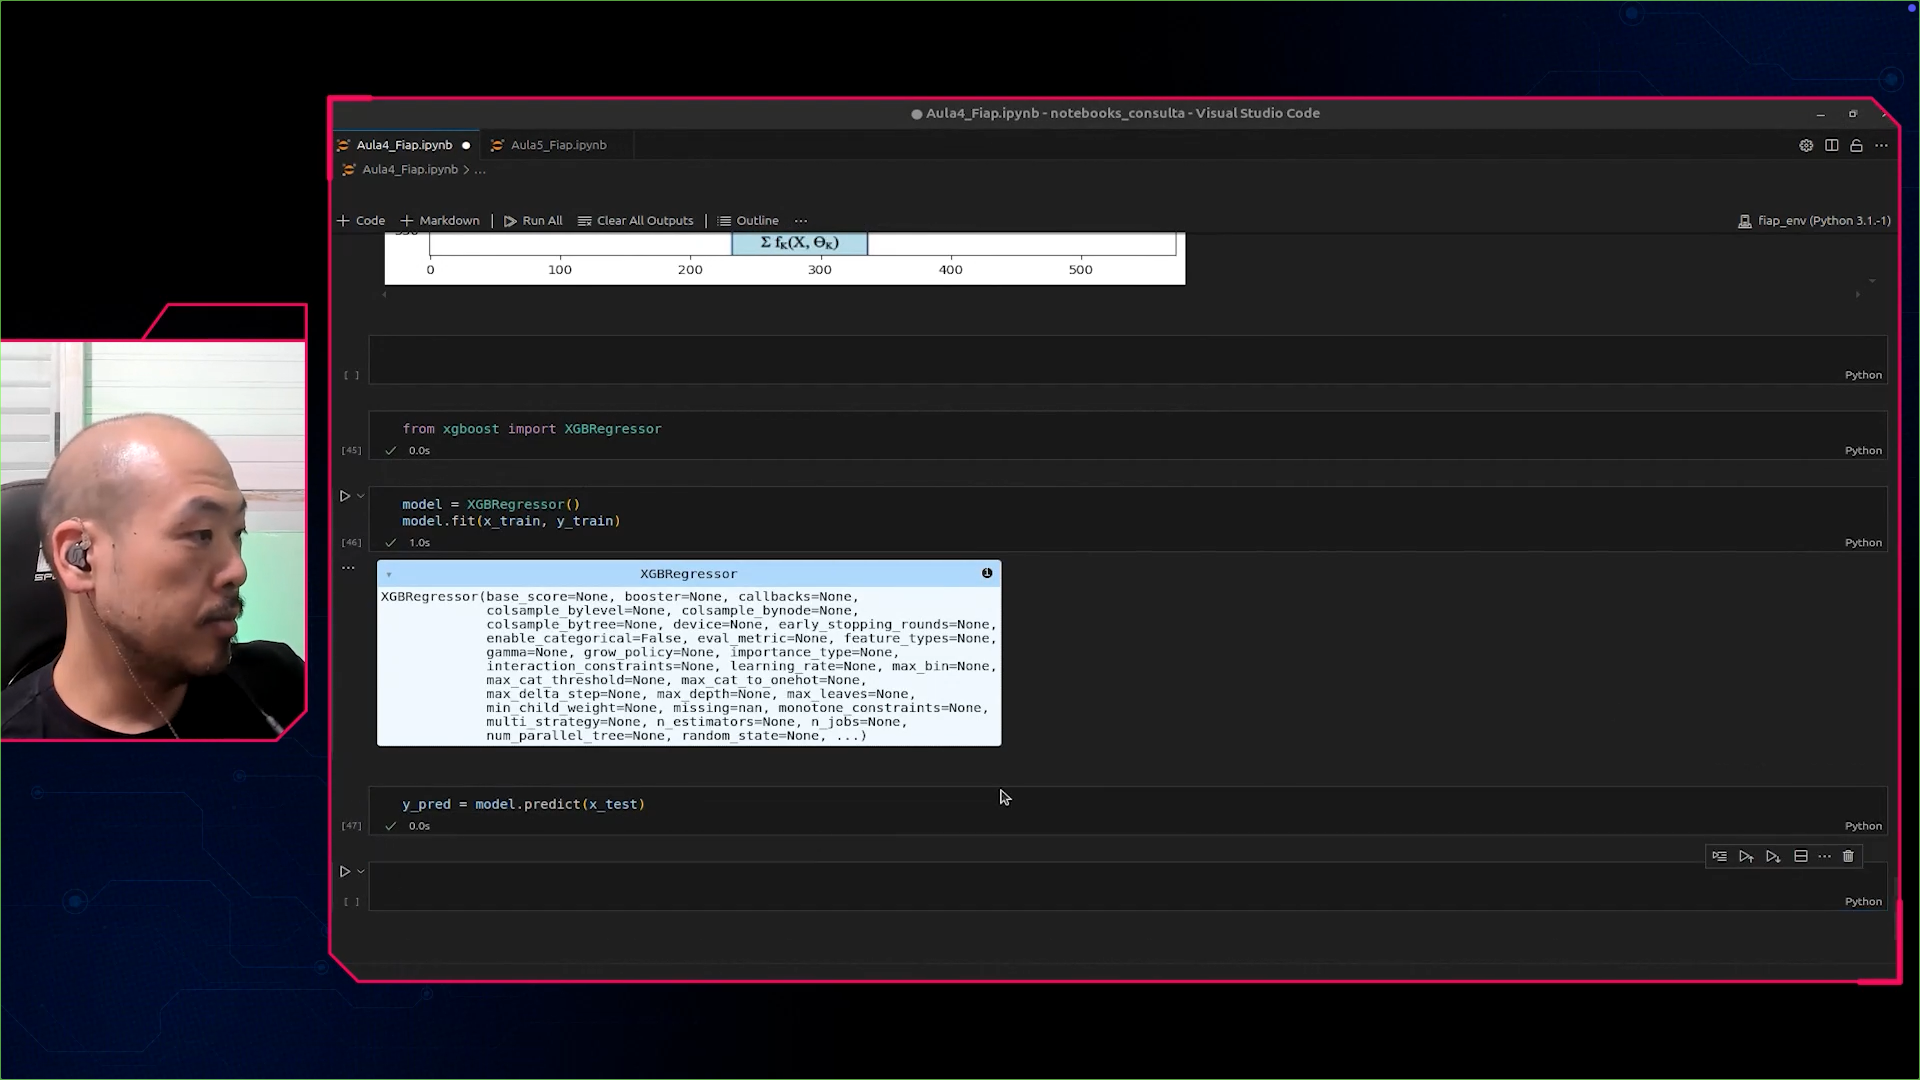 Aula4_Fiap.ipynb - notebooks_consulta - Visual Studio Code
Aula4_Fiap.ipynb
Aula5_Fiap.ipynb
Aula4_Fiap.ipynb > ...
+ Code + Markdown | Run All Clear All Outputs | Outline ...
fiap_env (Python 3.1.-1)
Σ fK(X, ΘK)
0 100 200 300 400 500
[ ]
Python
from xgboost import XGBRegressor
[45] ✓ 0.0s
Python
model = XGBRegressor()
model.fit(x_train, y_train)
[46] ✓ 1.0s
Python
...
XGBRegressor
XGBRegressor(base_score=None, booster=None, callbacks=None,
colsample_bylevel=None, colsample_bynode=None,
colsample_bytree=None, device=None, early_stopping_rounds=None,
enable_categorical=False, eval_metric=None, feature_types=None,
gamma=None, grow_policy=None, importance_type=None,
interaction_constraints=None, learning_rate=None, max_bin=None,
max_cat_threshold=None, max_cat_to_onehot=None,
max_delta_step=None, max_depth=None, max_leaves=None,
min_child_weight=None, missing=nan, monotone_constraints=None,
multi_strategy=None, n_estimators=None, n_jobs=None,
num_parallel_tree=None, random_state=None, ...)
y_pred = model.predict(x_test)
[47] ✓ 0.0s
Python
[ ]
Python